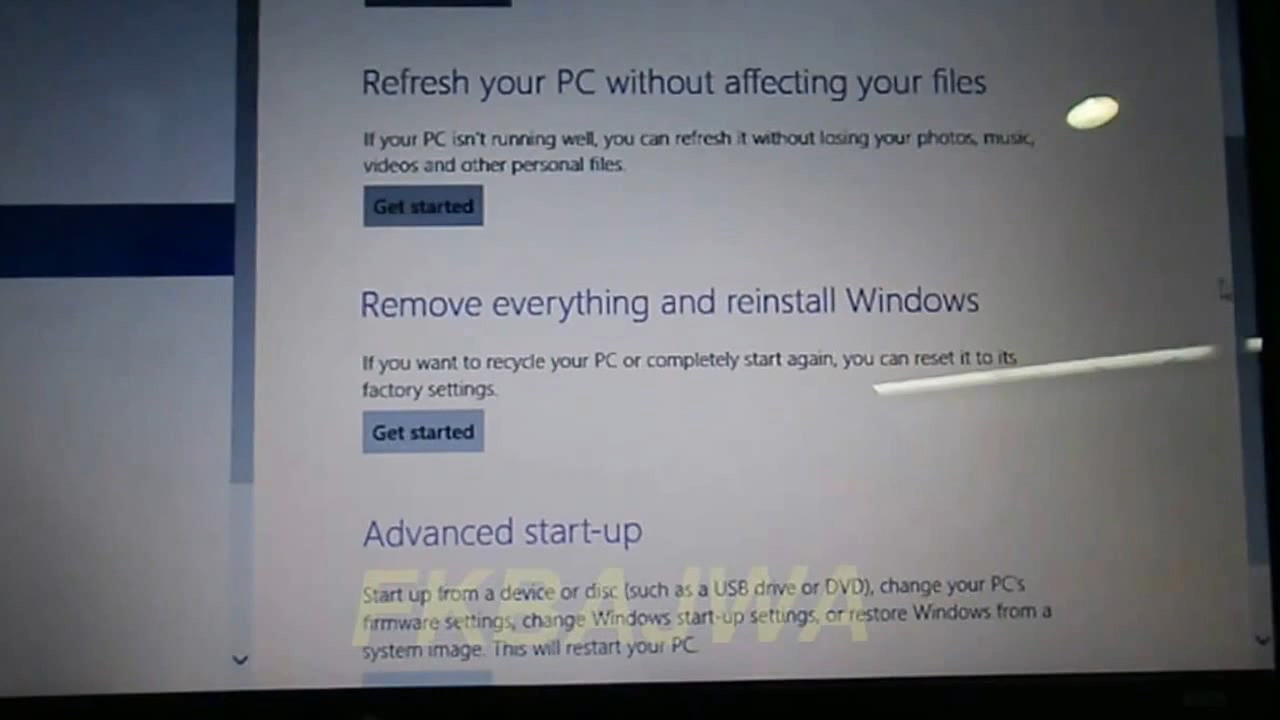 Refresh your PC without affecting your files
If your PC isn't running well, you can refresh it without losing your photos, music,
videos and other personal files.
Get started
Remove everything and reinstall Windows
If you want to recycle your PC or completely start again, you can reset it to its
factory settings.
Get started
Advanced start-up
Start up from a device or disc (such as a USB drive or DVD), change your PC's
firmware settings, change Windows start-up settings, or restore Windows from a
system image. This will restart your PC.
FKBAJWA